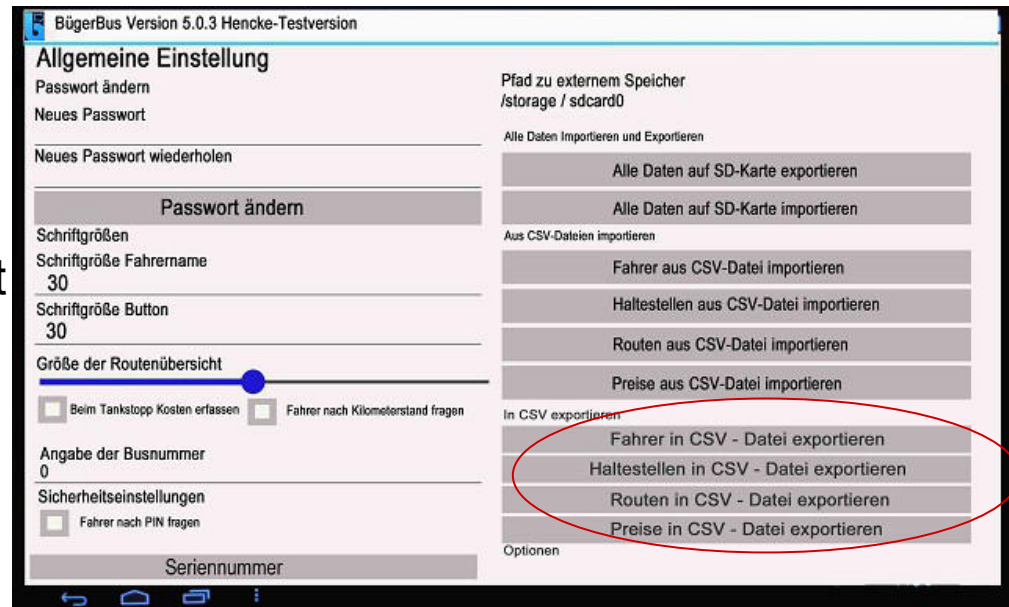 BügerBus Version 5.0.3 Hencke-Testversion
Allgemeine Einstellung
Passwort ändern
Neues Passwort
Neues Passwort wiederholen
Passwort ändern
Schriftgrößen
Schriftgröße Fahrername
30
Schriftgröße Button
30
Größe der Routenübersicht
Beim Tankstopp Kosten erfassen
Fahrer nach Kilometerstand fragen
Angabe der Busnummer
0
Sicherheitseinstellungen
Fahrer nach PIN fragen
Seriennummer
Pfad zu externem Speicher
/storage / sdcard0
Alle Daten Importieren und Exportieren
Alle Daten auf SD-Karte exportieren
Alle Daten auf SD-Karte importieren
Aus CSV-Dateien importieren
Fahrer aus CSV-Datei importieren
Haltestellen aus CSV-Datei importieren
Routen aus CSV-Datei importieren
Preise aus CSV-Datei importieren
In CSV exportieren
Fahrer in CSV - Datei exportieren
Haltestellen in CSV - Datei exportieren
Routen in CSV - Datei exportieren
Preise in CSV - Datei exportieren
Optionen
t